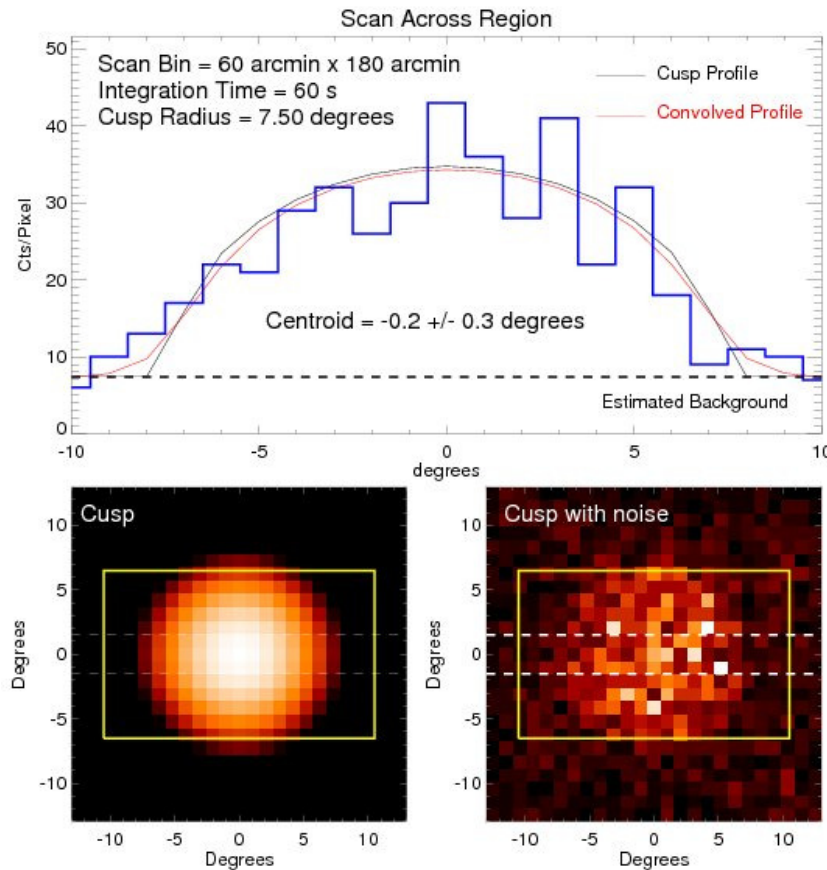 Scan Across Region
Scan Bin = 60 arcmin x 180 arcmin
Integration Time = 60 s
Cusp Radius = 7.50 degrees
Cusp Profile
Convolved Profile
50
40
30
20
10
0
Cts/Pixel
Centroid = -0.2 +/- 0.3 degrees
Estimated Background
-10 -5 0 5 10
degrees
Cusp
10
5
0
-5
-10
Degrees
-10 -5 0 5 10
Degrees
Cusp with noise
10
5
0
-5
-10
Degrees
-10 -5 0 5 10
Degrees